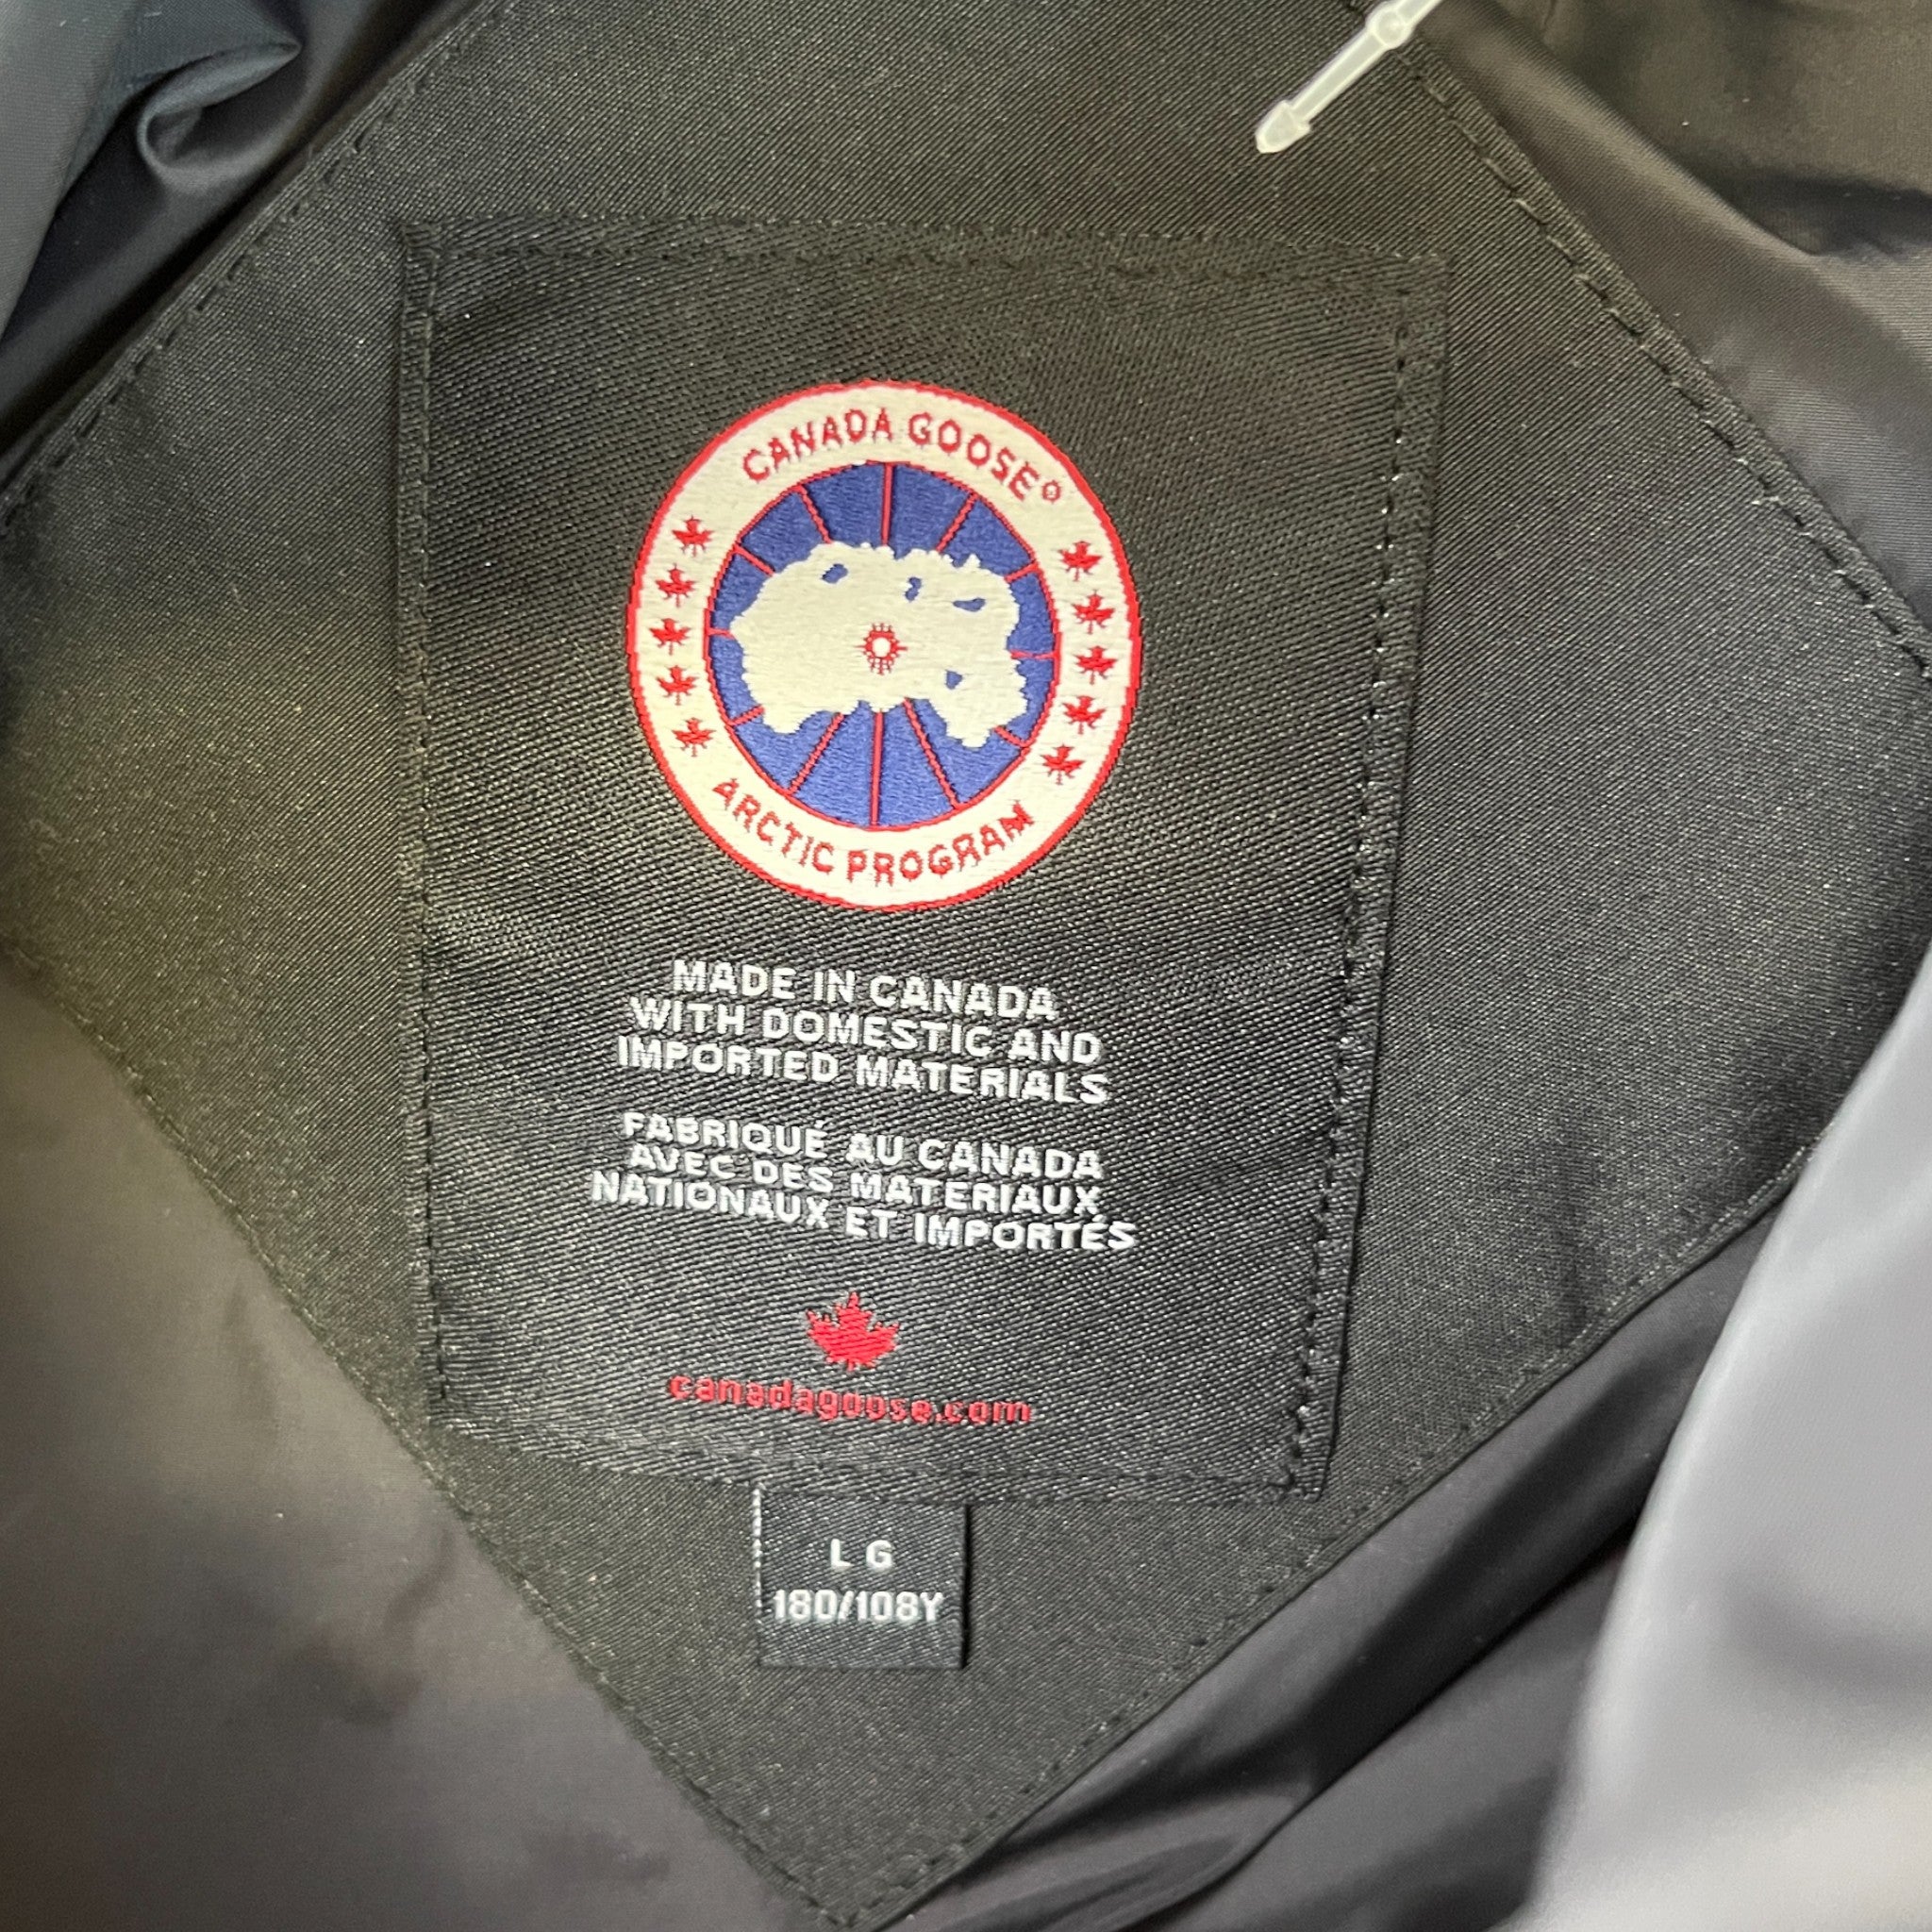 CANADA GOOSE®
ARCTIC PROGRAM
MADE IN CANADA
WITH DOMESTIC AND
IMPORTED MATERIALS
FABRIQUÉ AU CANADA
AVEC DES MATERIAUX
NATIONAUX ET IMPORTÉS
canadagoose.com
LG
180/108Y